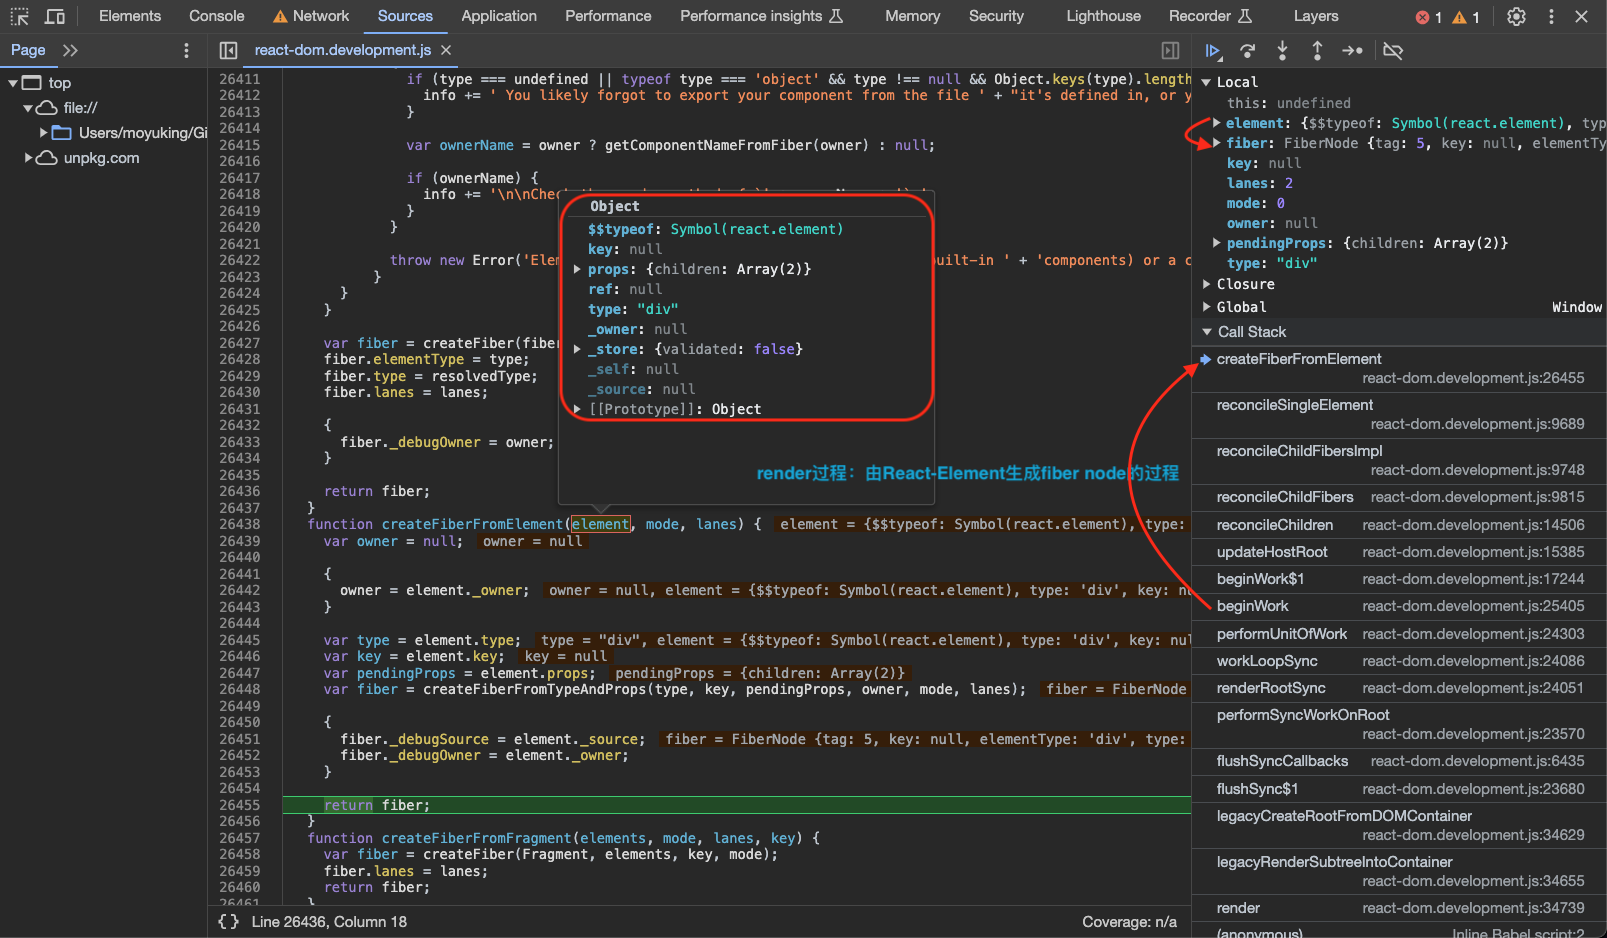 Elements Console Network Sources Application Performance Performance insights Memory Security Lighthouse Recorder Layers 1 1
Page
react-dom.development.js
top
file://
Users/moyuking/Gi
unpkg.com
26411 if (type === undefined || typeof type === 'object' && type !== null && Object.keys(type).length
26412 info += ' You likely forgot to export your component from the file ' + "it's defined in, or y
26413 }
26414
26415 var ownerName = owner ? getComponentNameFromFiber(owner) : null;
26416
26417 if (ownerName) {
26418 info += '\n\nChec
26419 }
26420 }
26421
26422 throw new Error('Elem uilt-in ' + 'components) or a c
26423 }
26424 }
26425 }
26426
26427 var fiber = createFiber(fiber
26428 fiber.elementType = type;
26429 fiber.type = resolvedType;
26430 fiber.lanes = lanes;
26431
26432 {
26433 fiber._debugOwner = owner;
26434 }
26435
26436 return fiber;
26437 }
26438 function createFiberFromElement(element, mode, lanes) { element = {$$typeof: Symbol(react.element), type:
26439 var owner = null; owner = null
26440
26441 {
26442 owner = element._owner; owner = null, element = {$$typeof: Symbol(react.element), type: 'div', key: nu
26443 }
26444
26445 var type = element.type; type = "div", element = {$$typeof: Symbol(react.element), type: 'div', key: nul
26446 var key = element.key; key = null
26447 var pendingProps = element.props; pendingProps = {children: Array(2)}
26448 var fiber = createFiberFromTypeAndProps(type, key, pendingProps, owner, mode, lanes); fiber = FiberNode
26449
26450 {
26451 fiber._debugSource = element._source; fiber = FiberNode {tag: 5, key: null, elementType: 'div', type:
26452 fiber._debugOwner = element._owner;
26453 }
26454
26455 return fiber;
26456 }
26457 function createFiberFromFragment(elements, mode, lanes, key) {
26458 var fiber = createFiber(Fragment, elements, key, mode);
26459 fiber.lanes = lanes;
26460 return fiber;
26461 }
Object
$$typeof: Symbol(react.element)
key: null
props: {children: Array(2)}
ref: null
type: "div"
_owner: null
_store: {validated: false}
_self: null
_source: null
[[Prototype]]: Object
render过程：由React-Element生成fiber node的过程
{} Line 26436, Column 18 Coverage: n/a
Local
this: undefined
element: {$$typeof: Symbol(react.element), typ
fiber: FiberNode {tag: 5, key: null, elementTy
key: null
lanes: 2
mode: 0
owner: null
pendingProps: {children: Array(2)}
type: "div"
Closure
Global Window
Call Stack
createFiberFromElement
react-dom.development.js:26455
reconcileSingleElement
react-dom.development.js:9689
reconcileChildFibersImpl
react-dom.development.js:9748
reconcileChildFibers react-dom.development.js:9815
reconcileChildren react-dom.development.js:14506
updateHostRoot react-dom.development.js:15385
beginWork$1 react-dom.development.js:17244
beginWork react-dom.development.js:25405
performUnitOfWork react-dom.development.js:24303
workLoopSync react-dom.development.js:24086
renderRootSync react-dom.development.js:24051
performSyncWorkOnRoot
react-dom.development.js:23570
flushSyncCallbacks react-dom.development.js:6435
flushSync$1 react-dom.development.js:23680
legacyCreateRootFromDOMContainer
react-dom.development.js:34629
legacyRenderSubtreeIntoContainer
react-dom.development.js:34655
render react-dom.development.js:34739
(anonymous) Inline Babel script:2